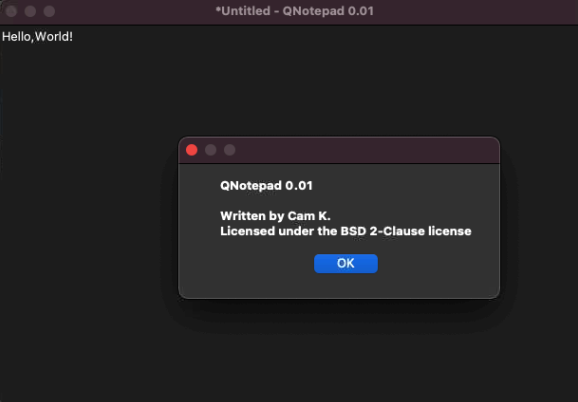 *Untitled - QNotepad 0.01
Hello,World!
QNotepad 0.01
Written by Cam K.
Licensed under the BSD 2-Clause license
OK